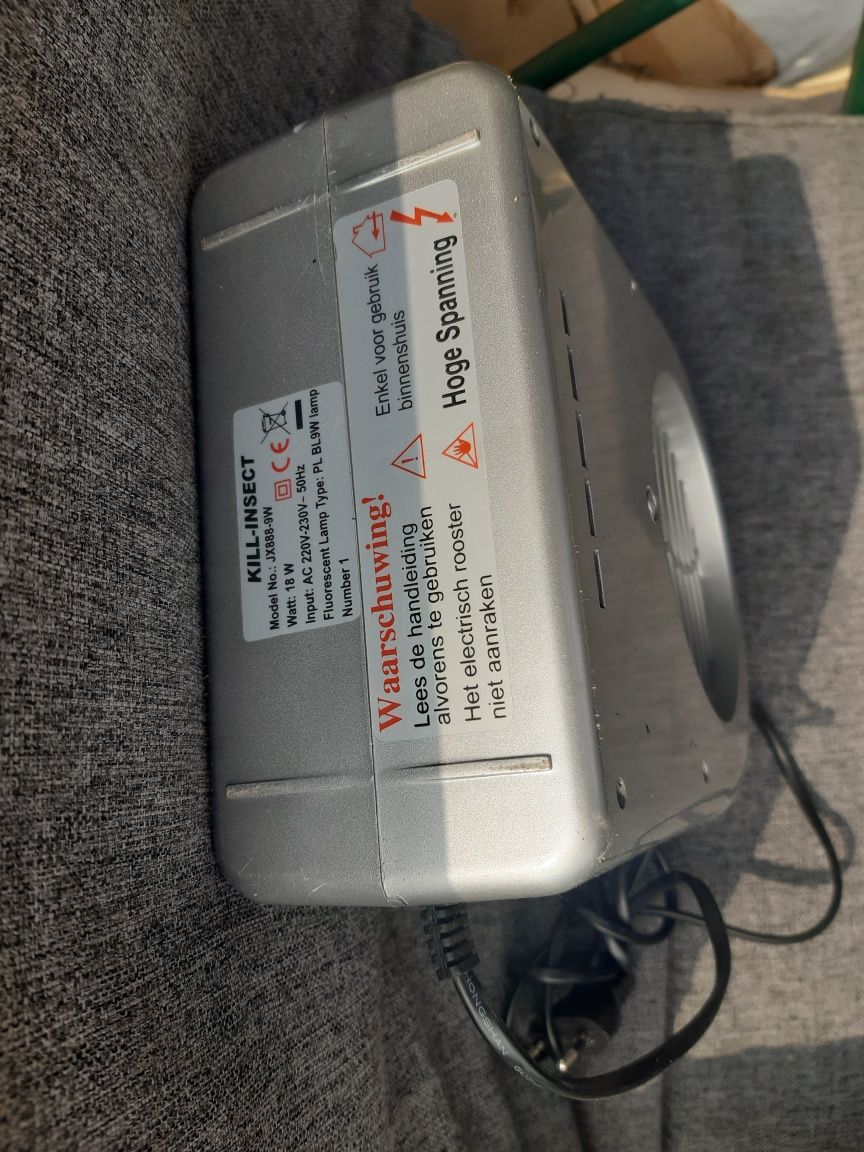 KILL-INSECT
Model No.: JX888-9W
Watt: 18 W
Input: AC 220V-230V~ 50Hz
Fluorescent Lamp Type: PL BL9W lamp
Number 1
CE
Waarschuwing!
Lees de handleiding
alvorens te gebruiken
Het electrisch rooster
niet aanraken
Enkel voor gebruik
binnenshuis
Hoge Spanning
HONGSHAN